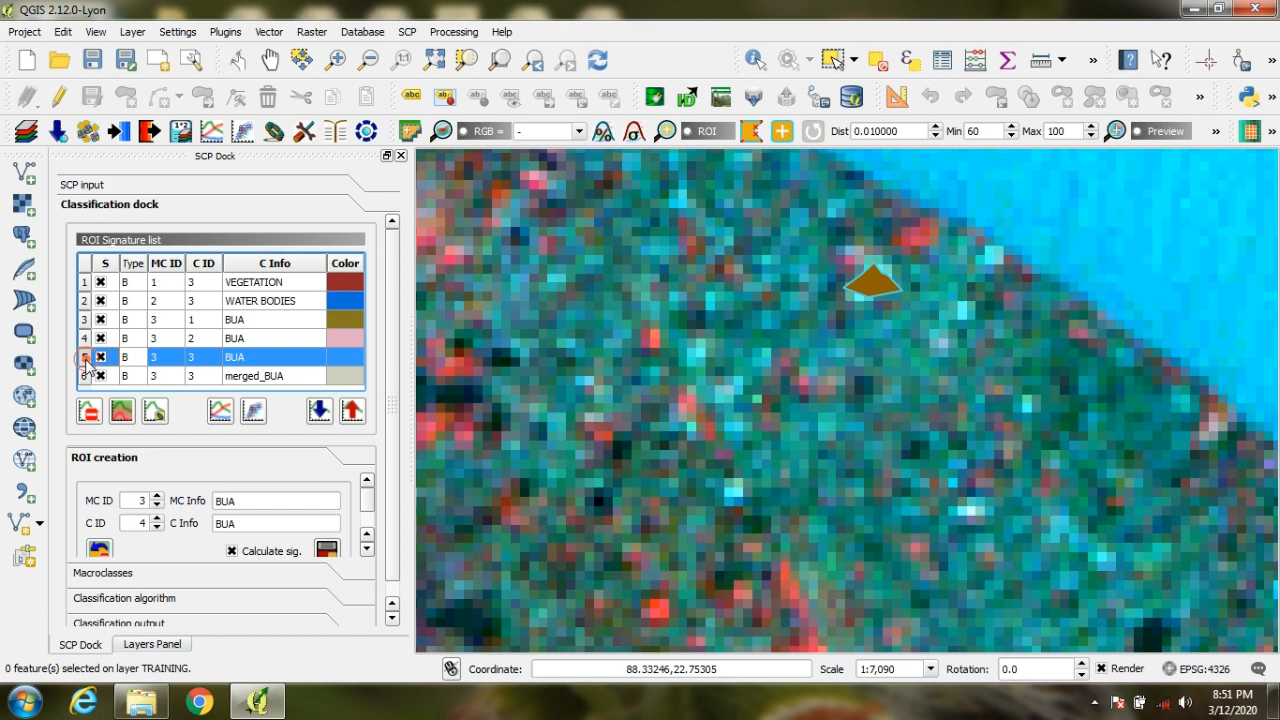 QGIS 2.12.0-Lyon
Project Edit View Layer Settings Plugins Vector Raster Database SCP Processing Help
abc abc
RGB = - ROI Dist 0.010000 Min 60 Max 100 Preview
SCP Dock
SCP input
Classification dock
ROI Signature list
S Type MC ID C ID C Info Color
1 B 1 3 VEGETATION
2 B 2 3 WATER BODIES
3 B 3 1 BUA
4 B 3 2 BUA
B 3 3 BUA
6 B 3 3 merged_BUA
ROI creation
MC ID 3 MC Info BUA
C ID 4 C Info BUA
Calculate sig.
Macroclasses
Classification algorithm
Classification output
SCP Dock Layers Panel
0 feature(s) selected on layer TRAINING.
Coordinate: 88.33246,22.75305 Scale 1:7,090 Rotation: 0.0 Render EPSG:4326
8:51 PM
3/12/2020